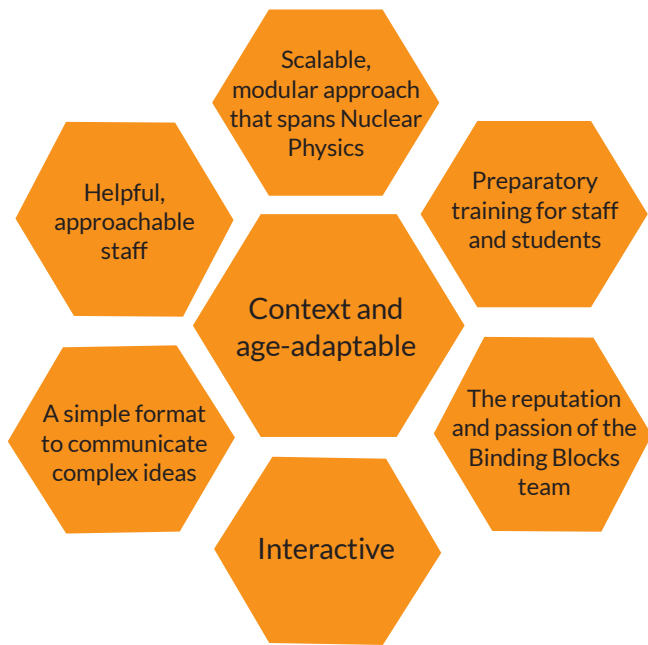 Scalable,
modular approach
that spans Nuclear
Physics
Helpful,
approachable
staff
Preparatory
training for staff
and students
Context and
age-adaptable
A simple format
to communicate
complex ideas
The reputation
and passion of the
Binding Blocks
team
Interactive